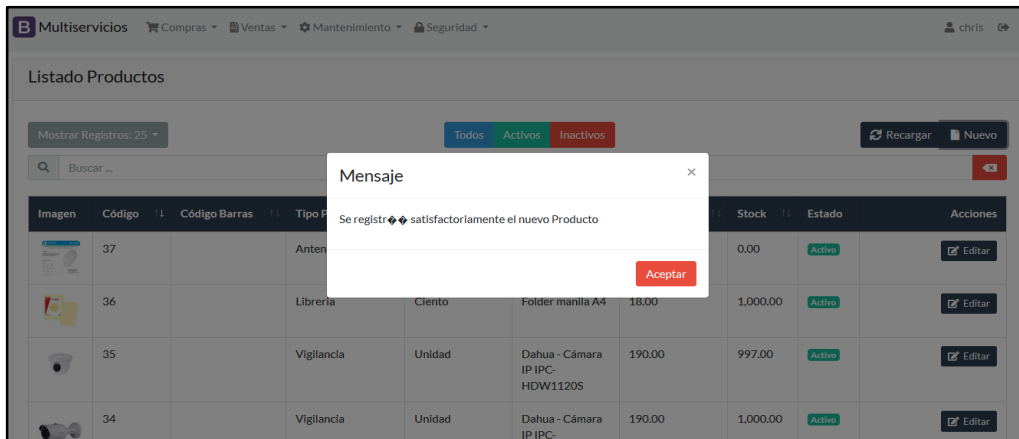 B Multiservicios Compras Ventas Mantenimiento Seguridad chris
Listado Productos
Mostrar Registros: 25 Todos Activos Inactivos Recargar Nuevo
Buscar ...
Mensaje ×
Se registr�� satisfactoriamente el nuevo Producto
Aceptar
Imagen Código Código Barras Tipo P Stock Estado Acciones
37 Anten 0.00 Activo Editar
36 Librería Ciento Folder manila A4 18.00 1,000.00 Activo Editar
35 Vigilancia Unidad Dahua - Cámara 190.00 997.00 Activo Editar
IP IPC-
HDW1120S
34 Vigilancia Unidad Dahua - Cámara 190.00 1,000.00 Activo Editar
IP IPC-